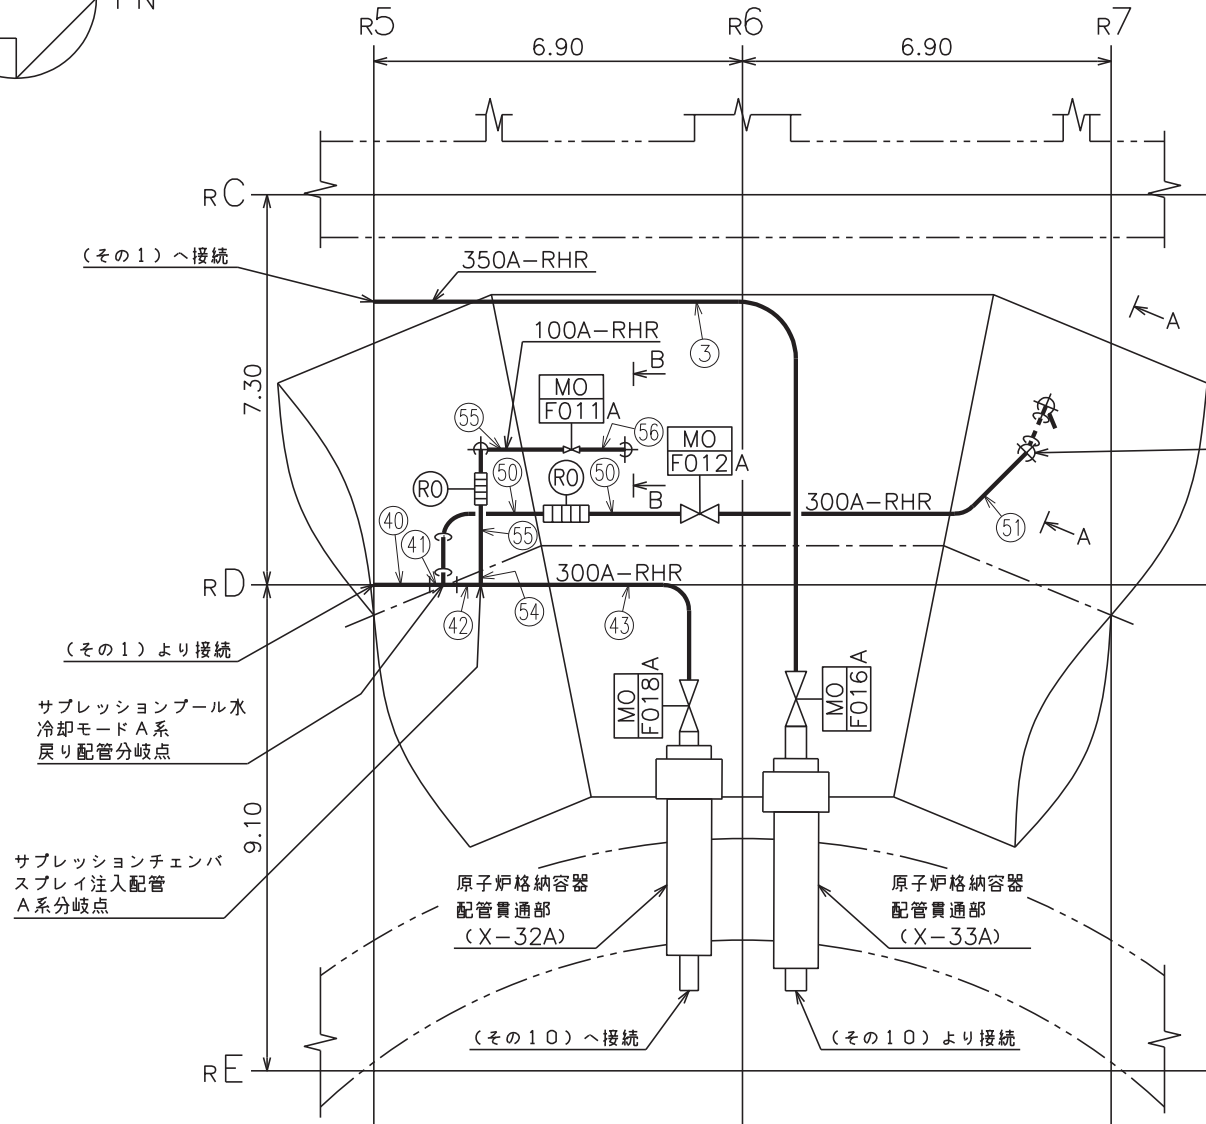 PN
R5
R6
R7
6.90
6.90
RC
(その1)へ接続
350A-RHR
100A-RHR
3
B
A
7.30
MO
F011A
55
56
MO
F012A
RO
50
RO
50
B
300A-RHR
40
41
55
51
A
RD
300A-RHR
54
42
43
(その1)より接続
MO
F018A
MO
F016A
サプレッションプール水
冷却モードA系
戻り配管分岐点
9.10
サプレッションチェンバ
スプレイ注入配管
A系分岐点
原子炉格納容器
配管貫通部
(X-32A)
原子炉格納容器
配管貫通部
(X-33A)
(その10)へ接続
(その10)より接続
RE